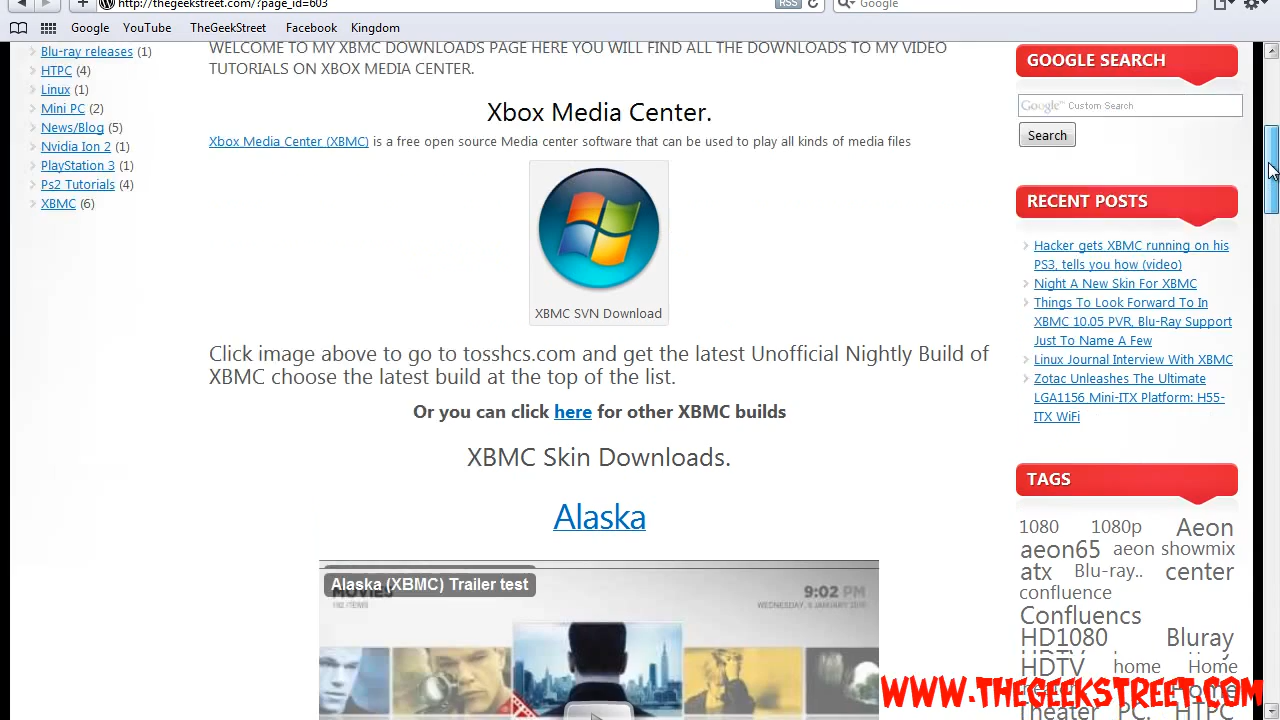 http://thegeekstreet.com/?page_id=603
RSS
Google
Google
YouTube
TheGeekStreet
Facebook
Kingdom
Blu-ray releases (1)
HTPC (4)
Linux (1)
Mini PC (2)
News/Blog (5)
Nvidia Ion 2 (1)
PlayStation 3 (1)
Ps2 Tutorials (4)
XBMC (6)
WELCOME TO MY XBMC DOWNLOADS PAGE HERE YOU WILL FIND ALL THE DOWNLOADS TO MY VIDEO
TUTORIALS ON XBOX MEDIA CENTER.
Xbox Media Center.
Xbox Media Center (XBMC) is a free open source Media center software that can be used to play all kinds of media files
XBMC SVN Download
Click image above to go to tosshcs.com and get the latest Unofficial Nightly Build of
XBMC choose the latest build at the top of the list.
Or you can click here for other XBMC builds
XBMC Skin Downloads.
Alaska
Alaska (XBMC) Trailer test
9:02 PM
GOOGLE SEARCH
Google™ Custom Search
Search
RECENT POSTS
Hacker gets XBMC running on his
PS3, tells you how (video)
Night A New Skin For XBMC
Things To Look Forward To In
XBMC 10.05 PVR, Blu-Ray Support
Just To Name A Few
Linux Journal Interview With XBMC
Zotac Unleashes The Ultimate
LGA1156 Mini-ITX Platform: H55-
ITX WiFi
TAGS
1080 1080p Aeon
aeon65 aeon showmix
atx Blu-ray.. center
confluence
Confluencs
HD1080 Bluray
HDTV home Home
Home
Theater PC. HTPC
WWW.THEGEEKSTREET.COM